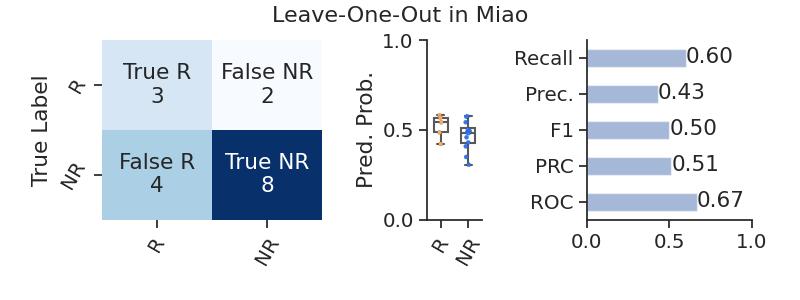 Leave-One-Out in Miao
True Label
R
NR
True R
3
False NR
2
False R
4
True NR
8
R
NR
Pred. Prob.
1.0
0.5
0.0
R
NR
Recall
0.60
Prec.
0.43
F1
0.50
PRC
0.51
ROC
0.67
0.0
0.5
1.0